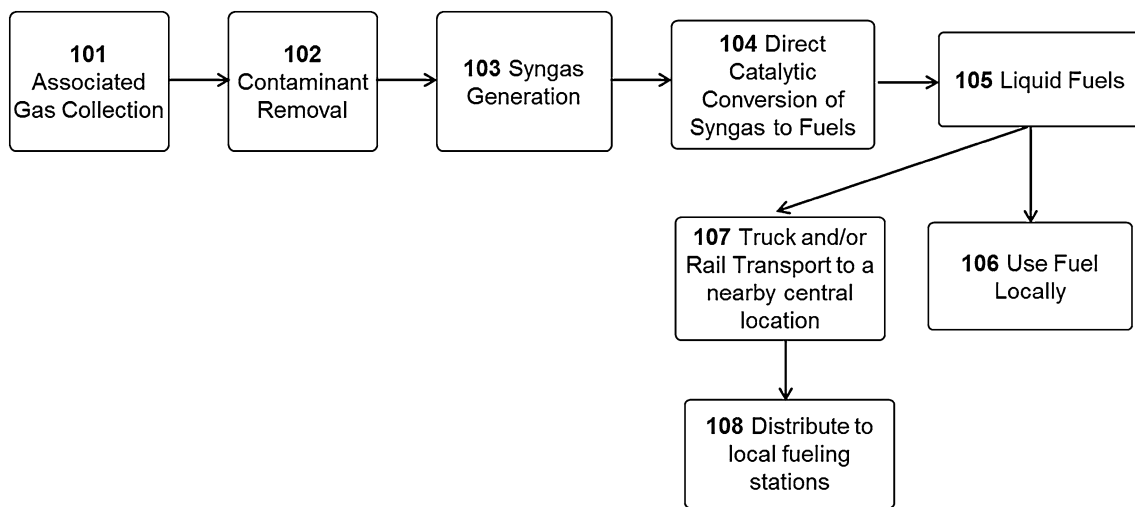 101
Associated
Gas Collection
102
Contaminant
Removal
103 Syngas
Generation
104 Direct
Catalytic
Conversion of
Syngas to Fuels
105 Liquid Fuels
107 Truck and/or
Rail Transport to a
nearby central
location
106 Use Fuel
Locally
108 Distribute to
local fueling
stations